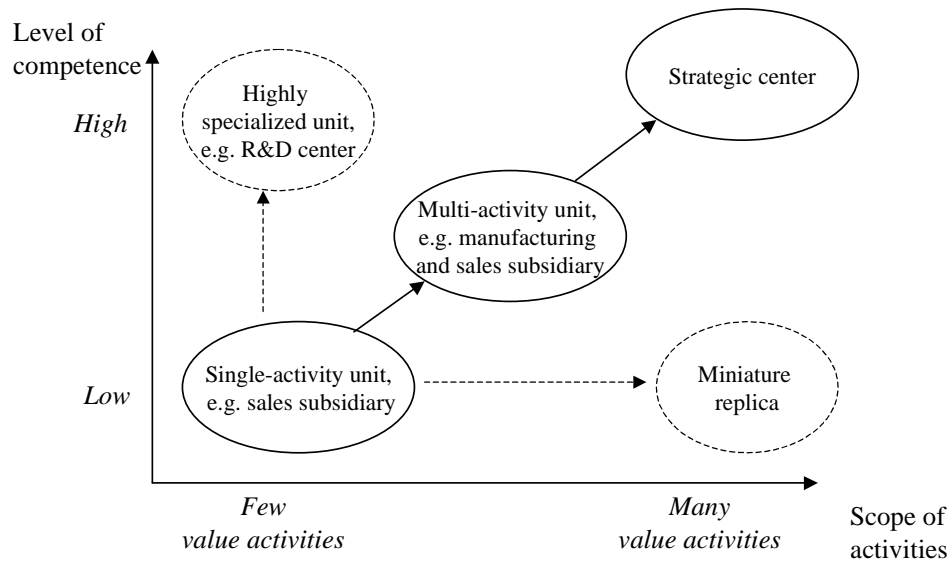 Level of
competence
High
Low
Highly
specialized unit,
e.g. R&D center
Strategic center
Multi-activity unit,
e.g. manufacturing
and sales subsidiary
Single-activity unit,
e.g. sales subsidiary
Miniature
replica
Few
value activities
Many
value activities
Scope of
activities